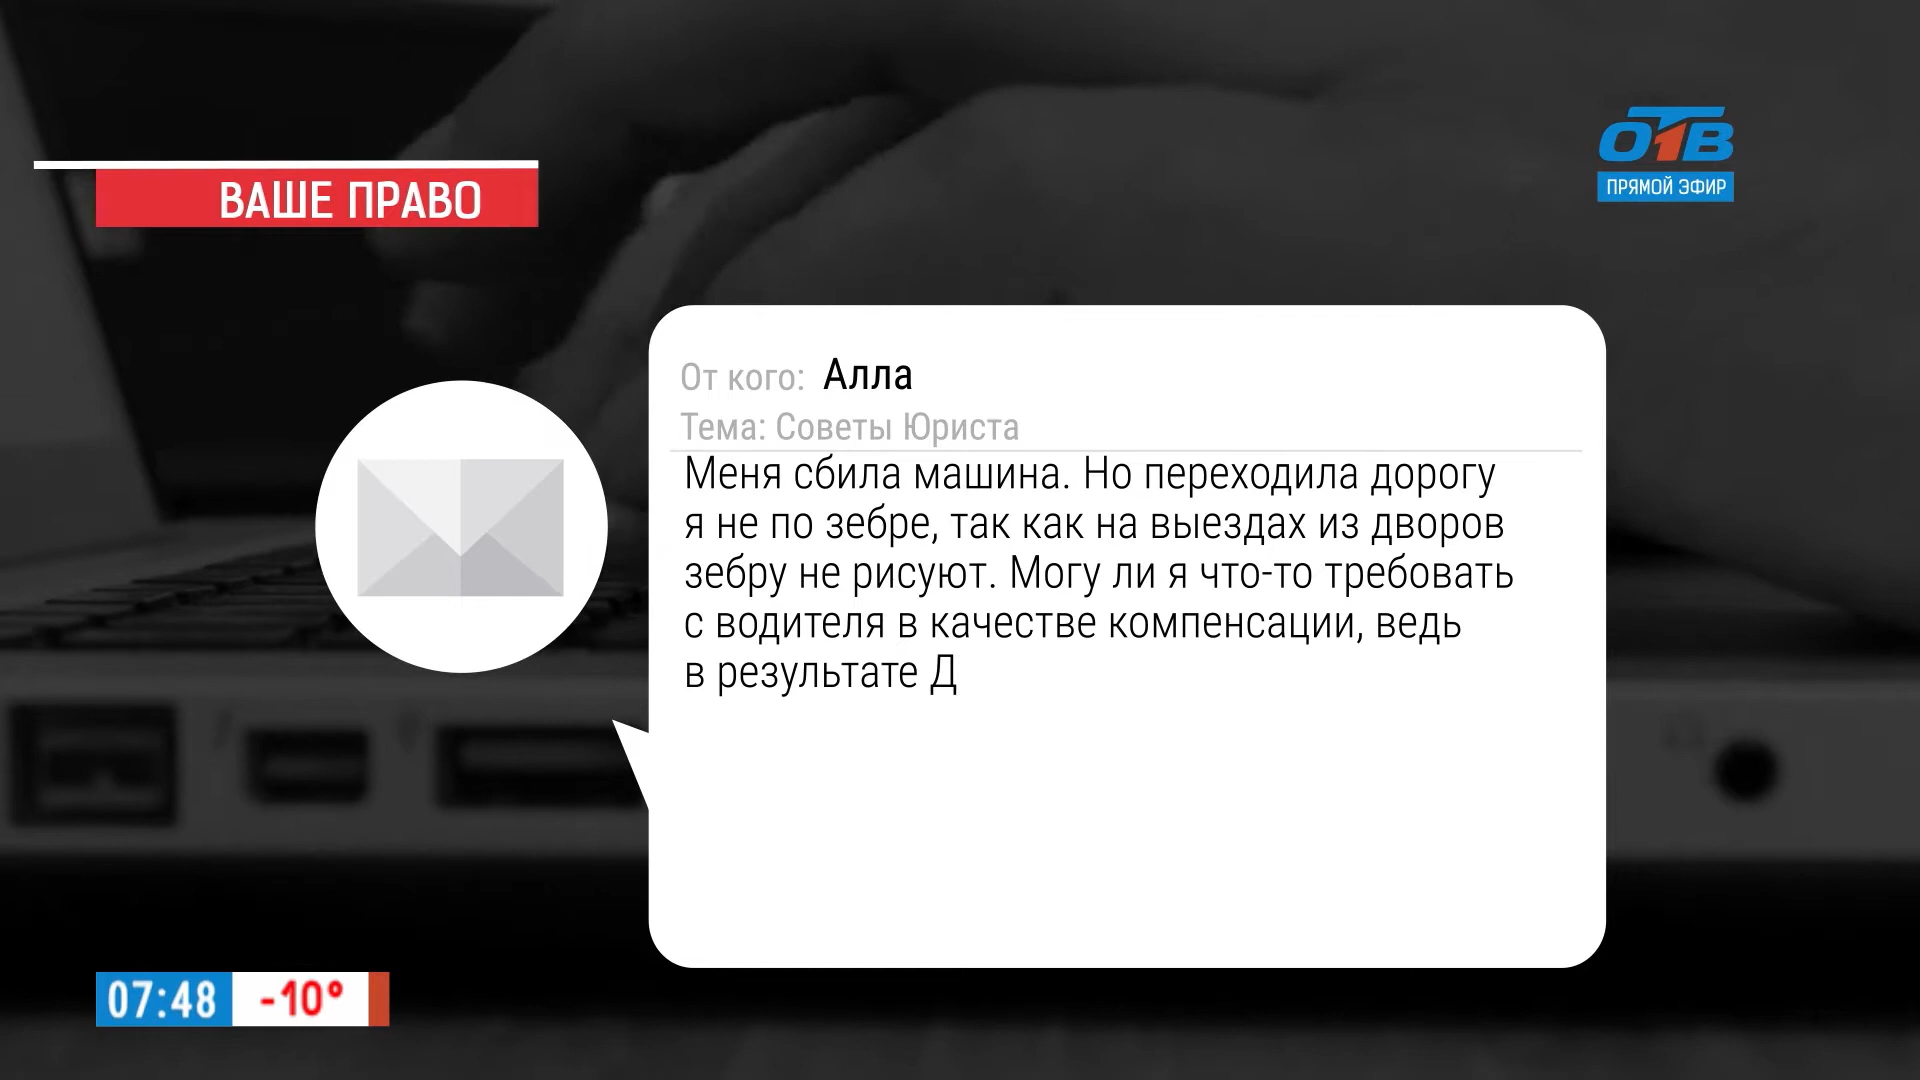 ВАШЕ ПРАВО
ОТВ
ПРЯМОЙ ЭФИР
От кого: Алла
Тема: Советы Юриста
Меня сбила машина. Но переходила дорогу
я не по зебре, так как на выездах из дворов
зебру не рисуют. Могу ли я что-то требовать
с водителя в качестве компенсации, ведь
в результате Д
07:48 -10°